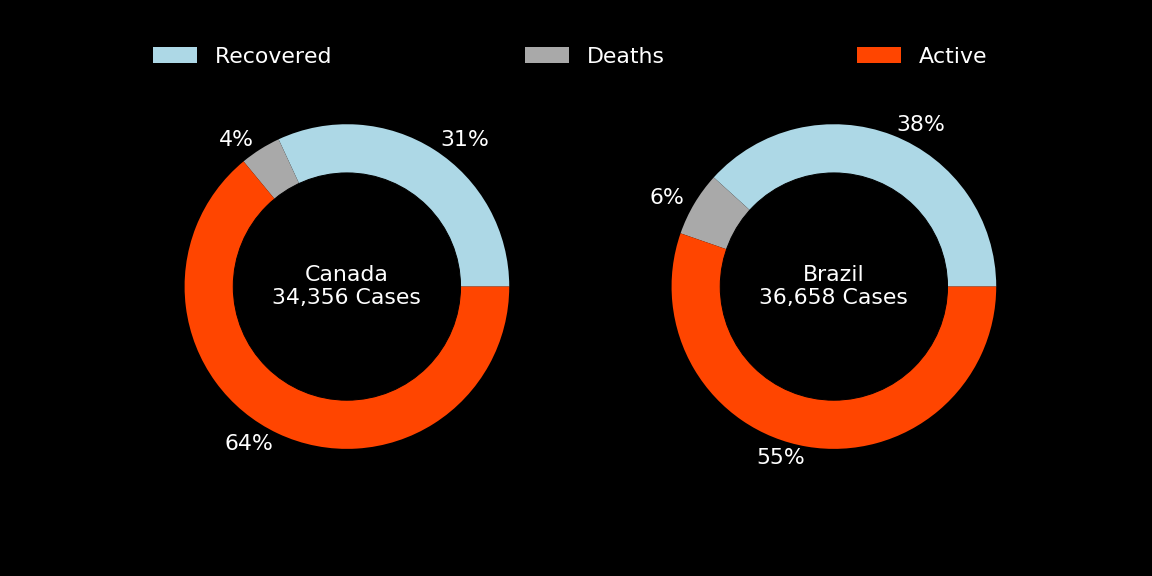 Recovered
Deaths
Active
4%
31%
Canada
34,356 Cases
64%
38%
6%
Brazil
36,658 Cases
55%